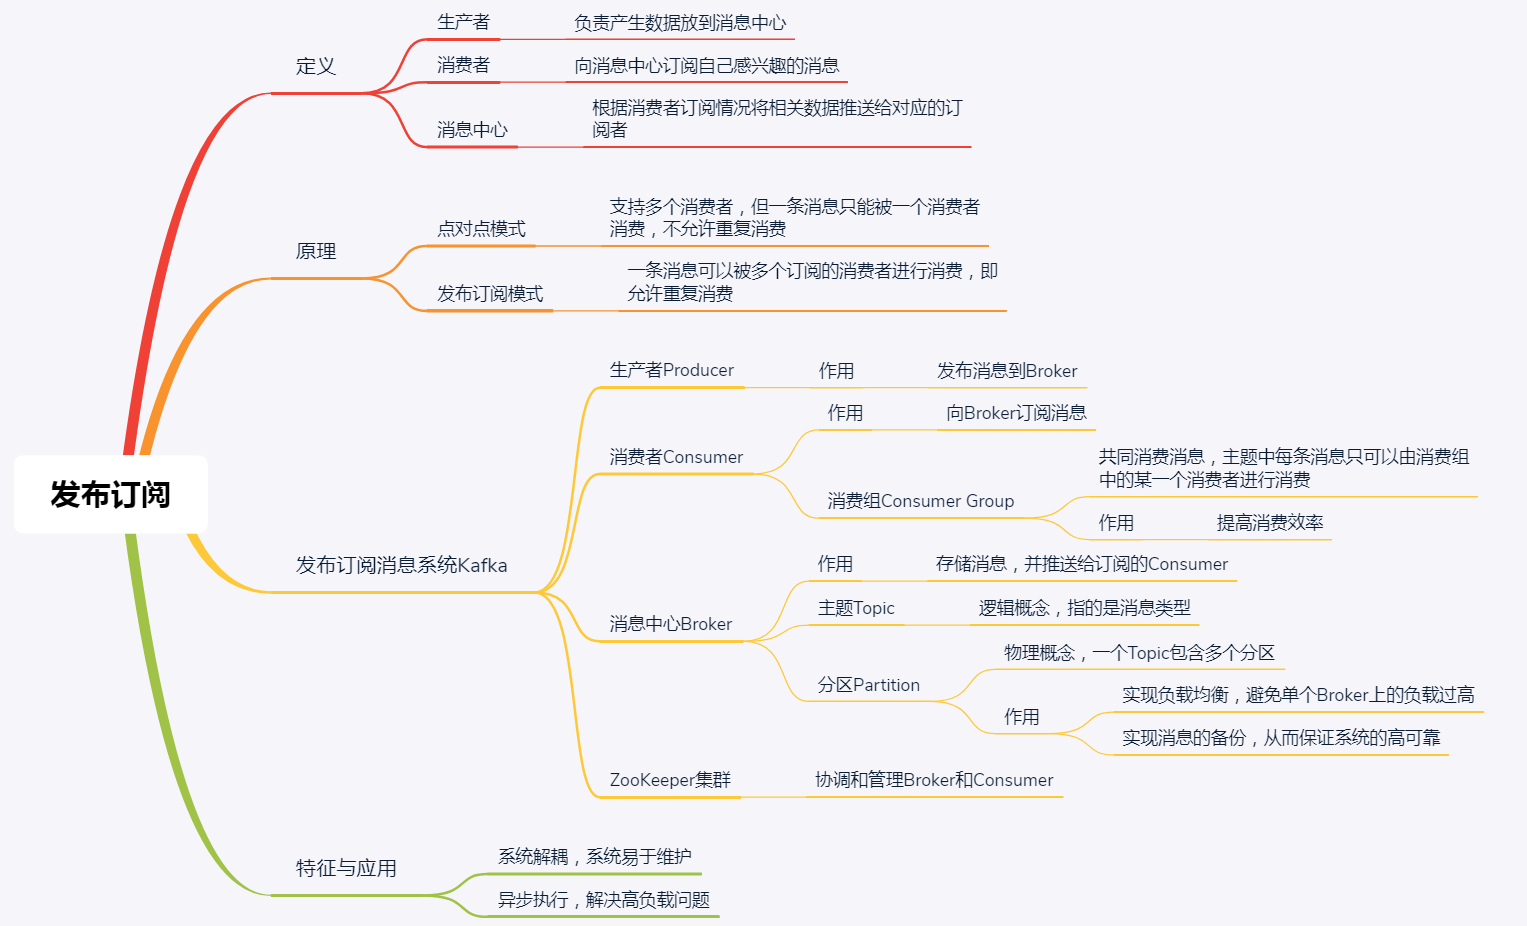 发布订阅
定义
生产者
负责产生数据放到消息中心
消费者
向消息中心订阅自己感兴趣的消息
消息中心
根据消费者订阅情况将相关数据推送给对应的订
阅者
原理
点对点模式
支持多个消费者，但一条消息只能被一个消费者
消费，不允许重复消费
发布订阅模式
一条消息可以被多个订阅的消费者进行消费，即
允许重复消费
发布订阅消息系统Kafka
生产者Producer
作用
发布消息到Broker
消费者Consumer
作用
向Broker订阅消息
消费组Consumer Group
共同消费消息，主题中每条消息只可以由消费组
中的某一个消费者进行消费
作用
提高消费效率
消息中心Broker
作用
存储消息，并推送给订阅的Consumer
主题Topic
逻辑概念，指的是消息类型
分区Partition
物理概念，一个Topic包含多个分区
作用
实现负载均衡，避免单个Broker上的负载过高
实现消息的备份，从而保证系统的高可靠
ZooKeeper集群
协调和管理Broker和Consumer
特征与应用
系统解耦，系统易于维护
异步执行，解决高负载问题